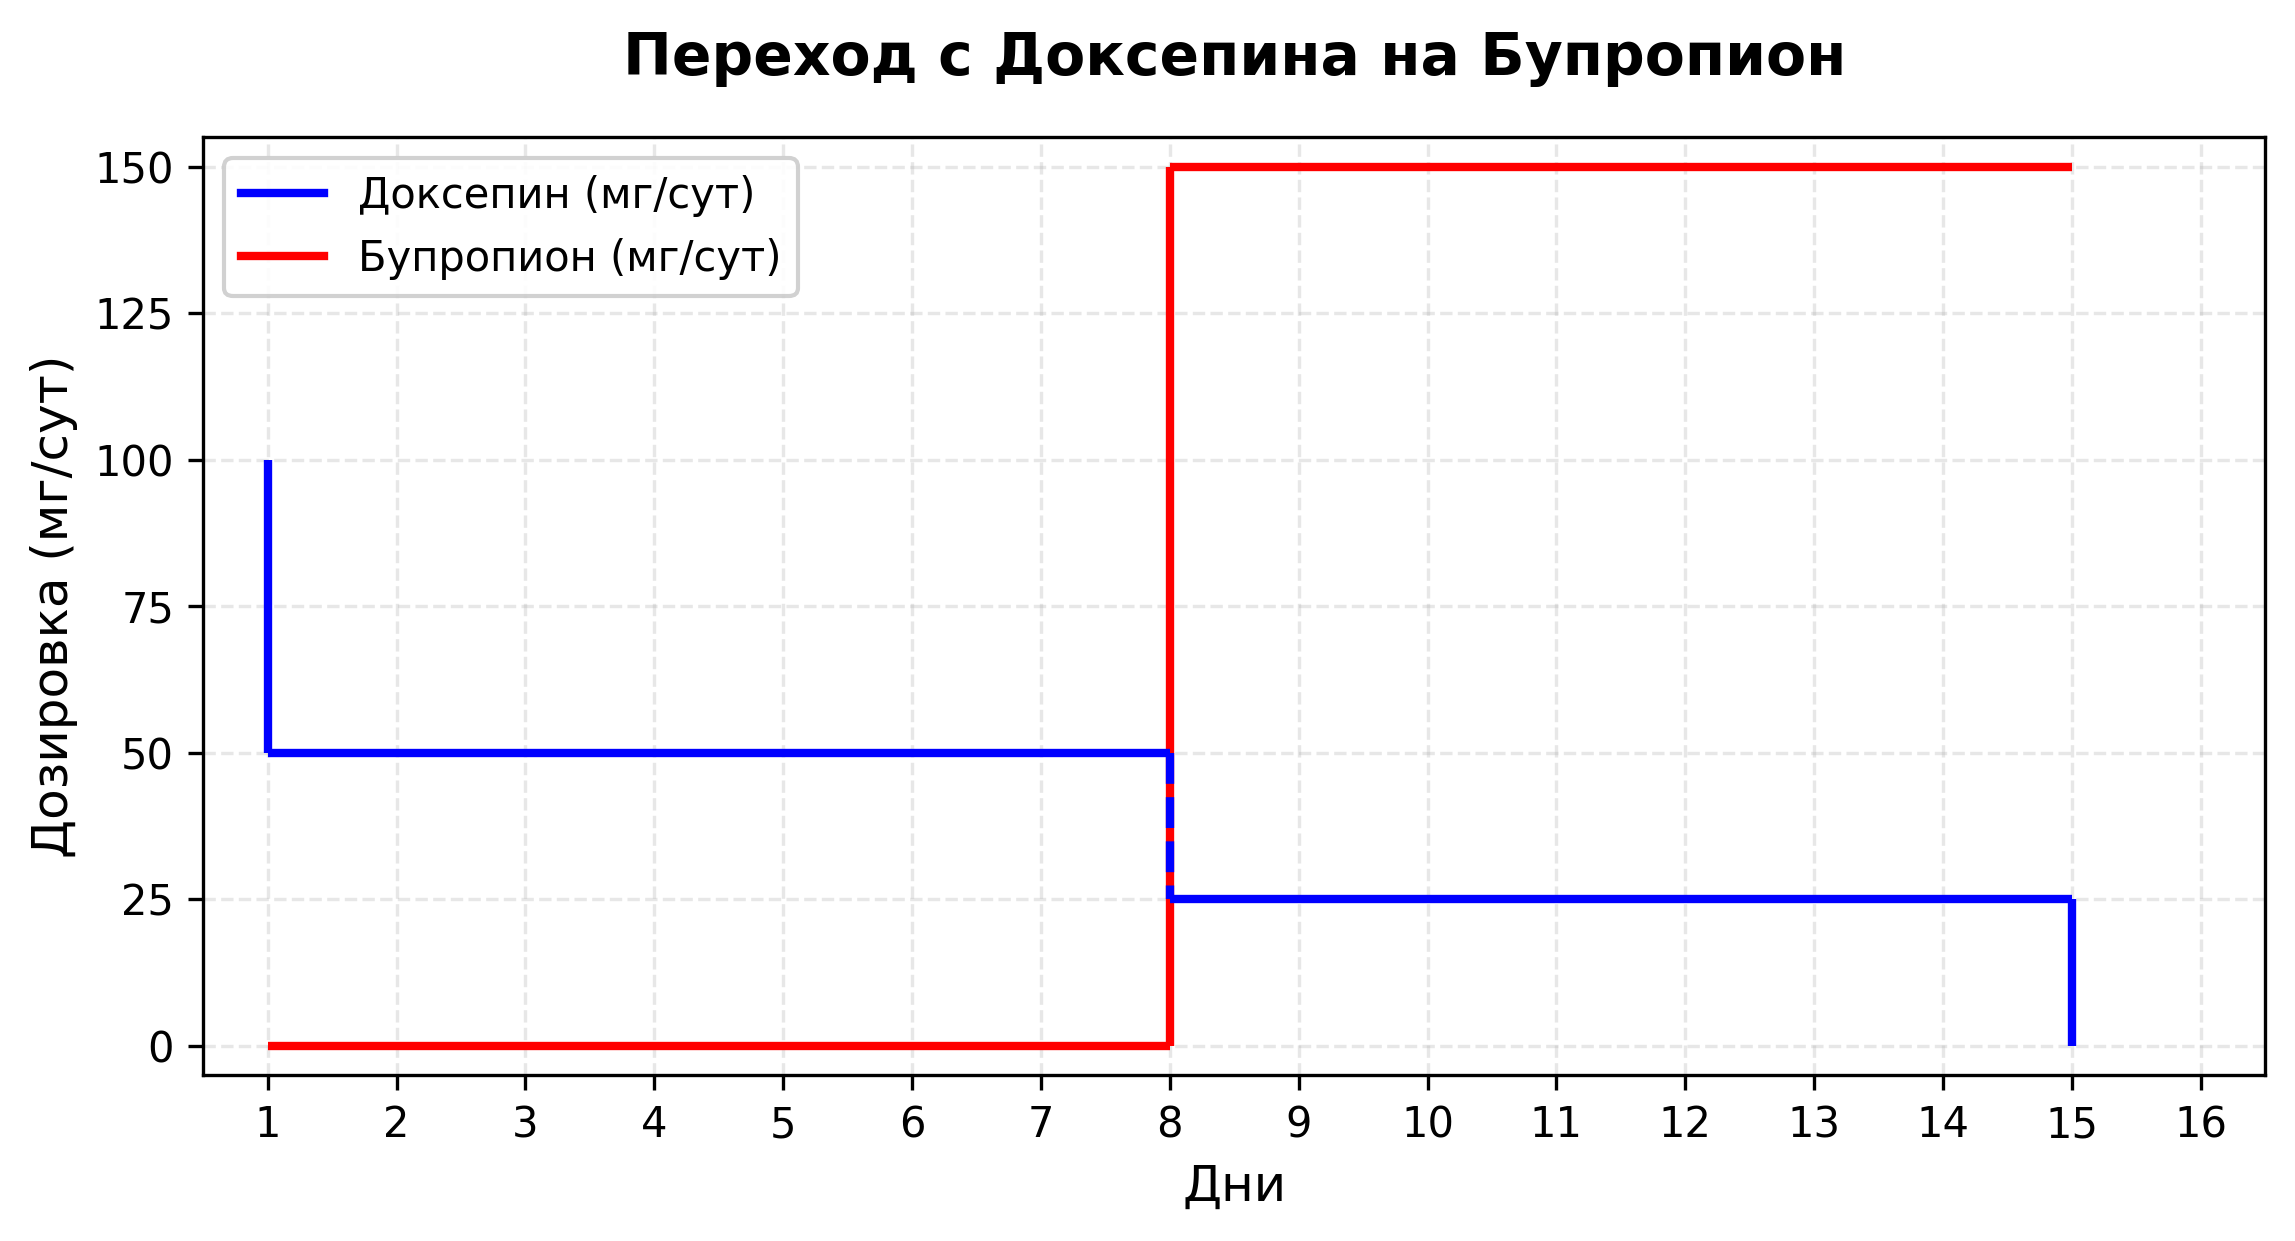 Переход с Доксепина на Бупропион
Доксепин (мг/сут)
Бупропион (мг/сут)
Дозировка (мг/сут)
150
125
100
75
50
25
0
1 2 3 4 5 6 7 8 9 10 11 12 13 14 15 16
Дни